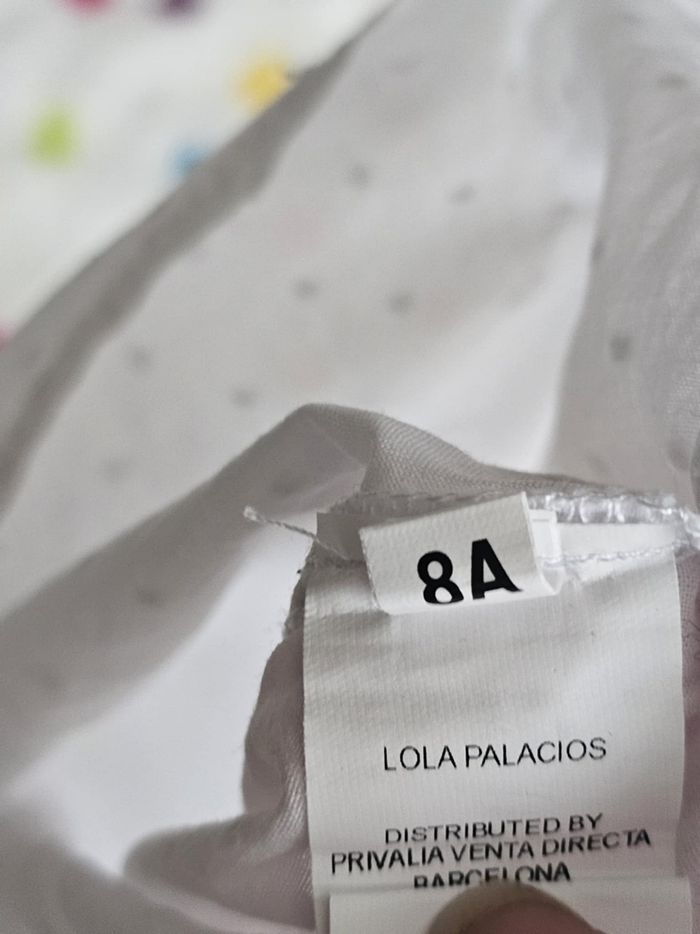 8A
LOLA PALACIOS
DISTRIBUTED BY
PRIVALIA VENTA DIRECTA
BARCELONA